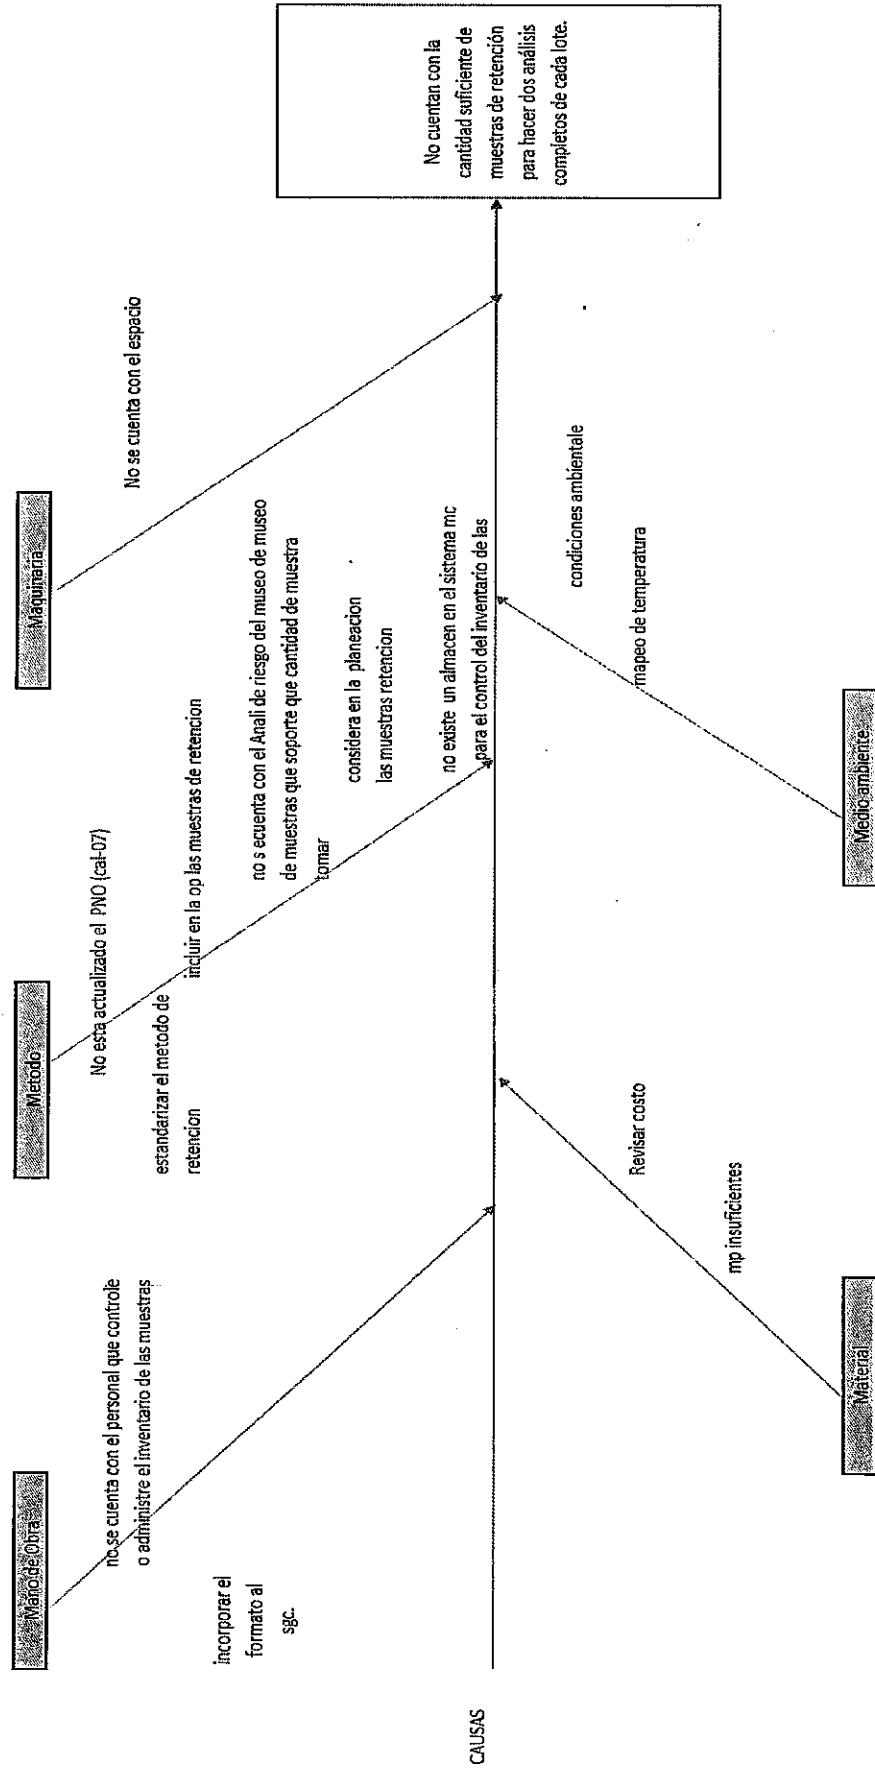 Mano de Obra
no se cuenta con el personal que controle
o administre el inventario de las muestras
incorporar el
formato al
sgc.
Metodo
No esta actualizado el PNO (cal-07)
estandarizar el metodo de
retencion
incluir en la op las muestras de retencion
no s ecuenta con el Anali de riesgo del museo de museo
de muestras que soporte que cantidad de muestra
tomar
considera en la planeacion
las muestras retencion
no existe un almacen en el sistema mc
para el control del inventario de las
Maquinaria
No se cuenta con el espacio
CAUSAS
No cuentan con la
cantidad suficiente de
muestras de retención
para hacer dos análisis
completos de cada lote.
Material
Revisar costo
mp insuficientes
Medio ambiente
condiciones ambientale
mapeo de temperatura